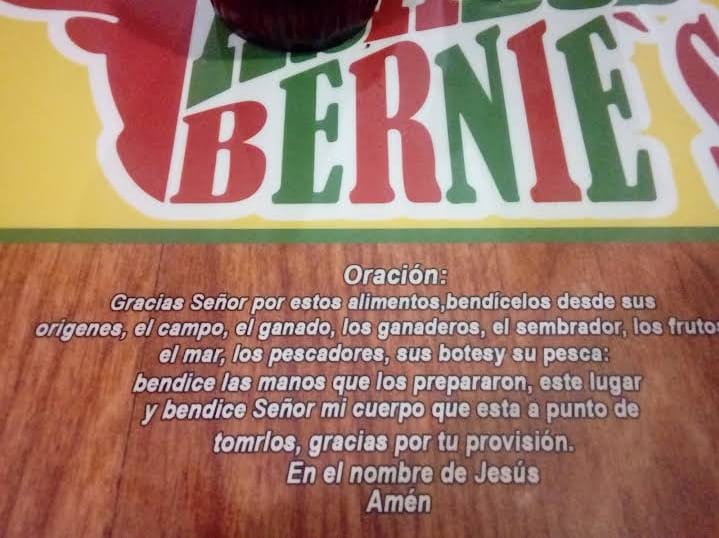 BERNIE`S
Oración:
Gracias Señor por estos alimentos,bendícelos desde sus
origenes, el campo, el ganado, los ganaderos, el sembrador, los frutos
el mar, los pescadores, sus botesy su pesca:
bendice las manos que los prepararon, este lugar
y bendice Señor mi cuerpo que esta a punto de
tomrlos, gracias por tu provisión.
En el nombre de Jesús
Amén